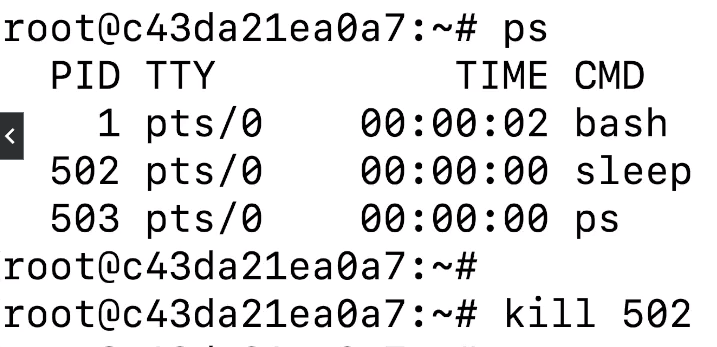 root@c43da21ea0a7:~# ps
PID TTY TIME CMD
1 pts/0 00:00:02 bash
502 pts/0 00:00:00 sleep
503 pts/0 00:00:00 ps
root@c43da21ea0a7:~#
root@c43da21ea0a7:~# kill 502